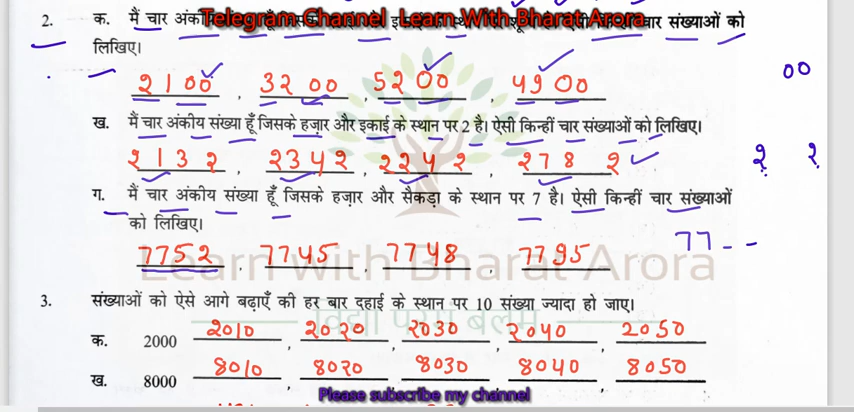 2. क. मैं चार
Telegram Channel Learn With Bharat Arora
चार संख्याओं को
लिखिए।
2100, 3200, 5200, 4900
00
ख. मैं चार अंकीय संख्या हूँ जिसके हज़ार और इकाई के स्थान पर 2 है। ऐसी किन्हीं चार संख्याओं को लिखिए।
2132, 2342, 2242, 278 2
2 2
ग. मैं चार अंकीय संख्या हूँ जिसके हज़ार और सैकड़ा के स्थान पर 7 है। ऐसी किन्हीं चार संख्याओं
को लिखिए।
77--
7752, 7745, 7748, 7795
Learn with Bharat Arora
3. संख्याओं को ऐसे आगे बढ़ाएँ की हर बार दहाई के स्थान पर 10 संख्या ज्यादा हो जाए।
क. 2000 2010, 2020, 2030, 2040, 2050
ख. 8000 8010, 8020, 8030, 8040, 8050
Please subscribe my channel